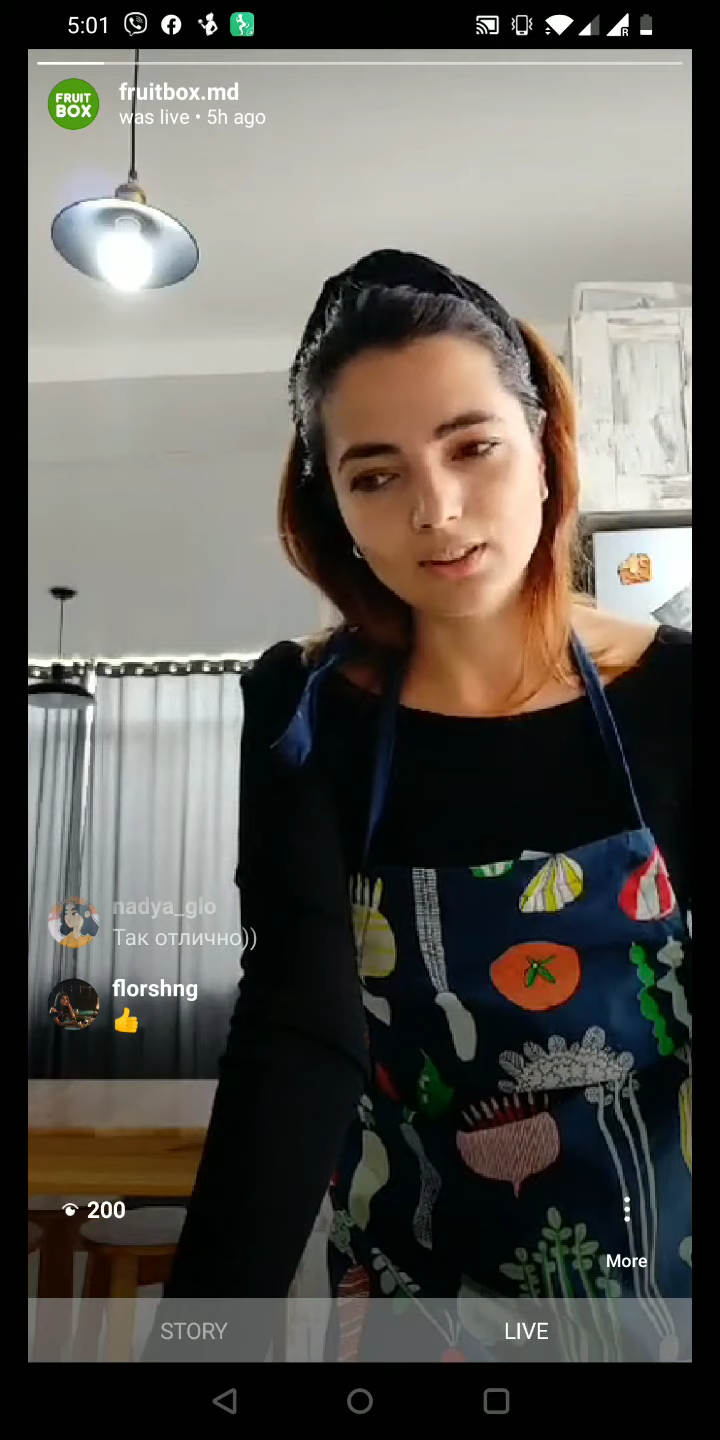 5:01
R
FRUIT
BOX
fruitbox.md
was live • 5h ago
nadya_glo
Так отлично))
florshng
👍
200
More
STORY
LIVE